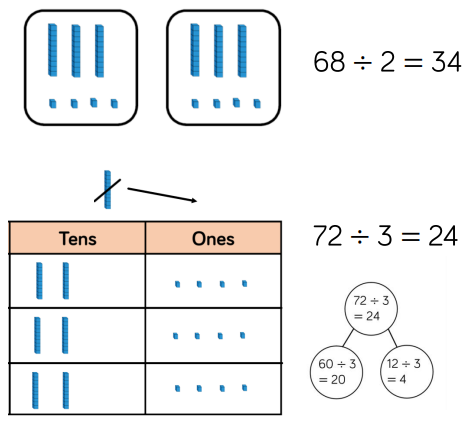 68 ÷ 2 = 34
Tens
Ones
72 ÷ 3 = 24
72 ÷ 3
= 24
60 ÷ 3
= 20
12 ÷ 3
= 4